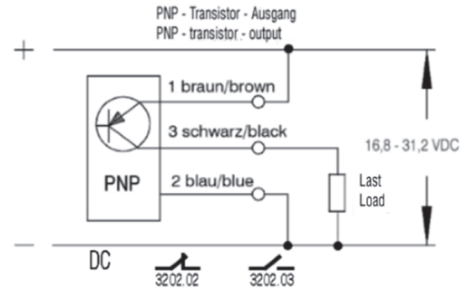 PNP - Transistor - Ausgang
PNP - transistor - output
+
1 braun/brown
3 schwarz/black
16,8 - 31,2 VDC
PNP
2 blau/blue
Last
Load
−
DC
3202.02
3202.03